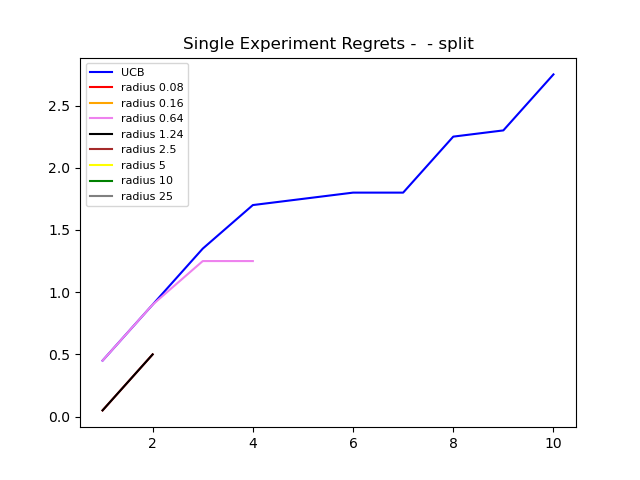 Single Experiment Regrets -  - split
UCB
radius 0.08
radius 0.16
radius 0.64
radius 1.24
radius 2.5
radius 5
radius 10
radius 25
2.5
2.0
1.5
1.0
0.5
0.0
2
4
6
8
10